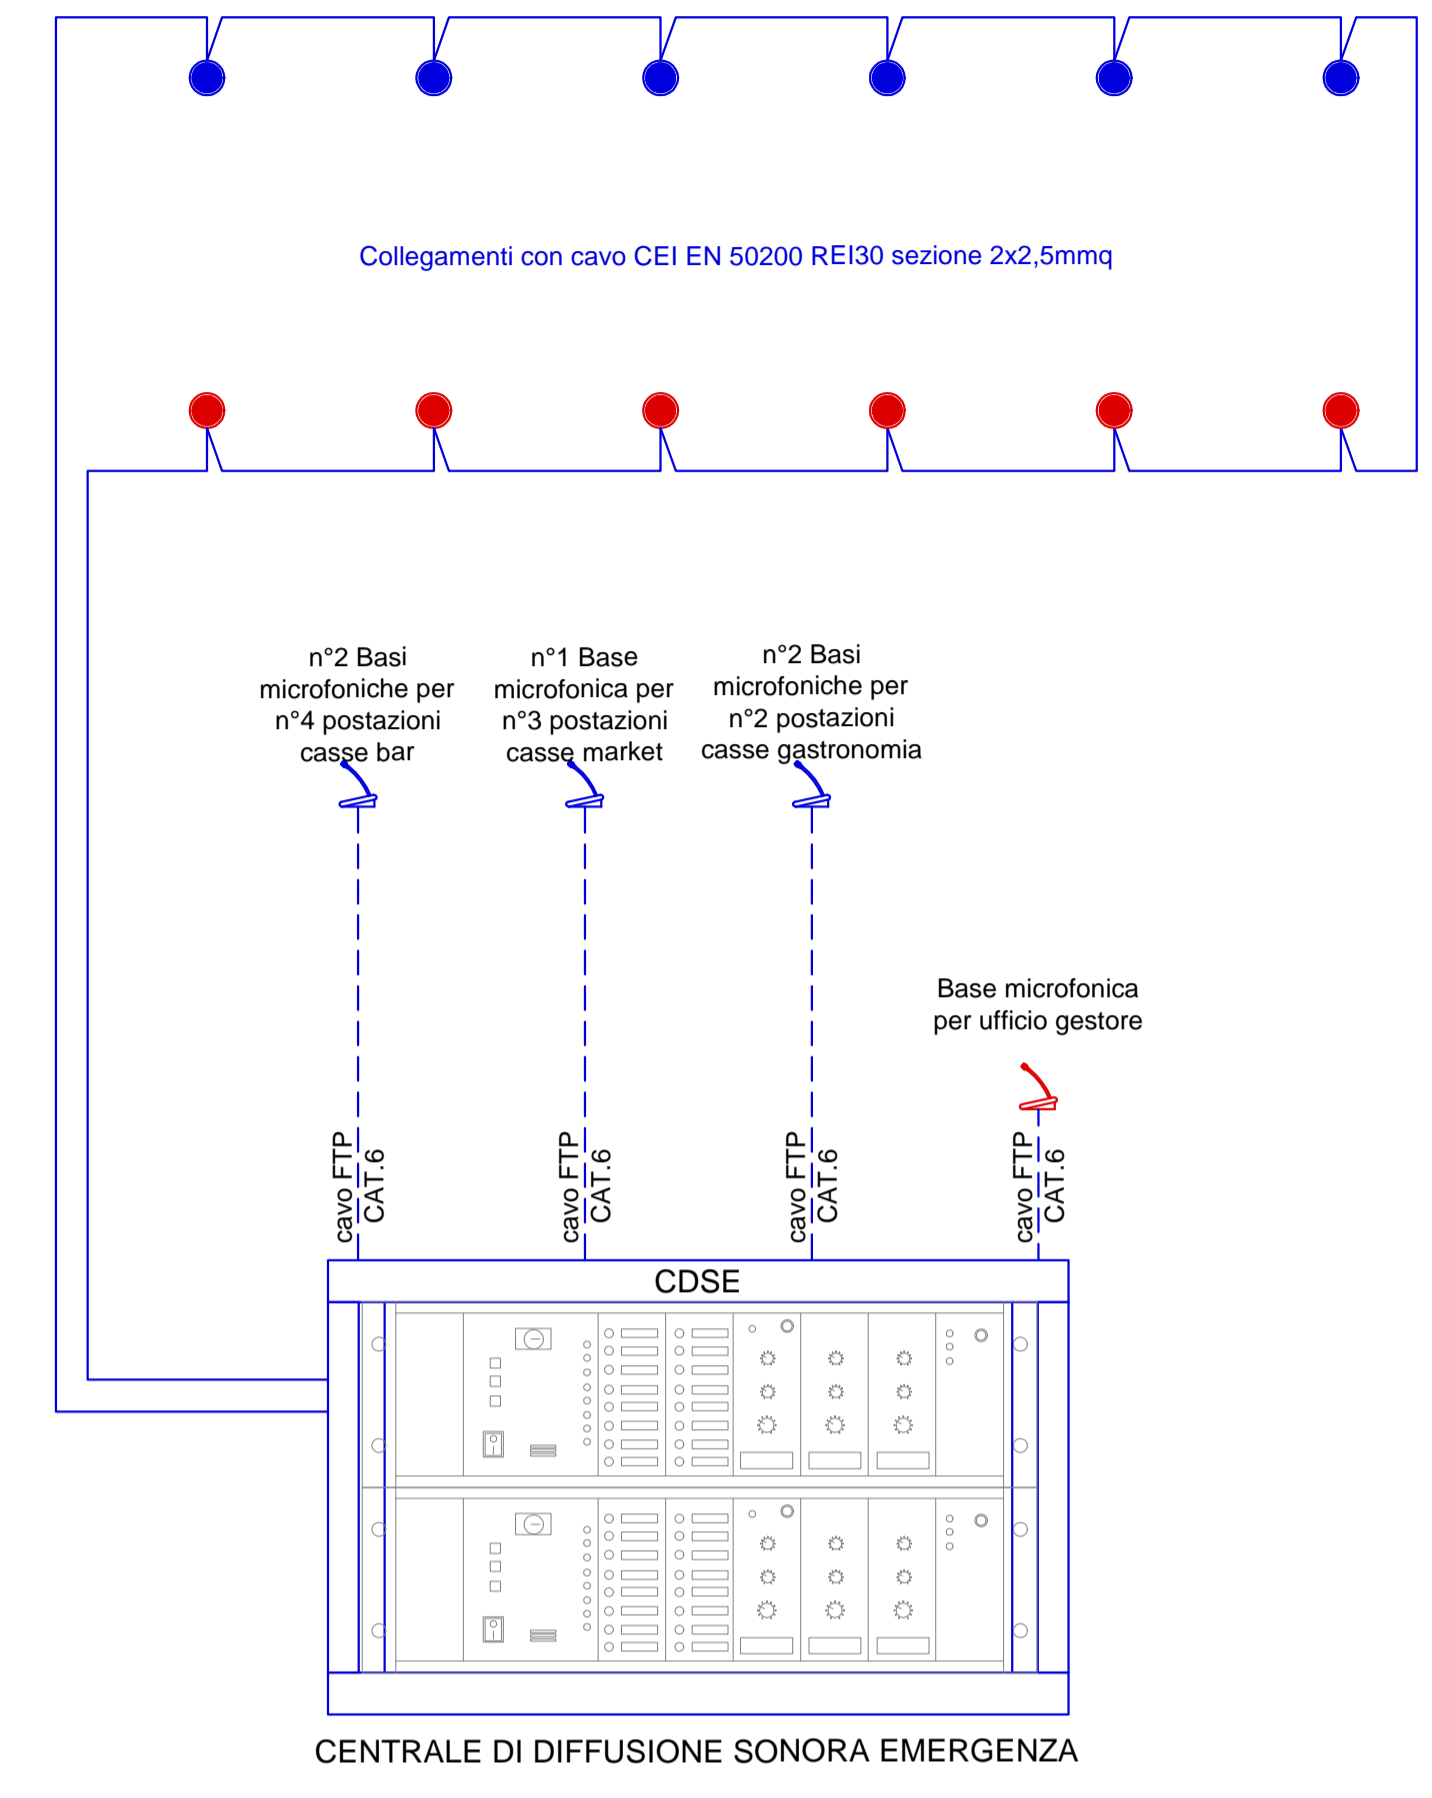 Collegamenti con cavo CEI EN 50200 REI30 sezione 2x2,5mmq
n°2 Basi
microfoniche per
n°4 postazioni
casse bar
n°1 Base
microfonica per
n°3 postazioni
casse market
n°2 Basi
microfoniche per
n°2 postazioni
casse gastronomia
Base microfonica
per ufficio gestore
cavo FTP
CAT.6
cavo FTP
CAT.6
cavo FTP
CAT.6
cavo FTP
CAT.6
CDSE
CENTRALE DI DIFFUSIONE SONORA EMERGENZA